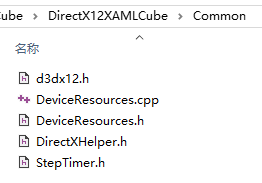 Cube > DirectX12XAMLCube > Common
名称
d3dx12.h
DeviceResources.cpp
DeviceResources.h
DirectXHelper.h
StepTimer.h